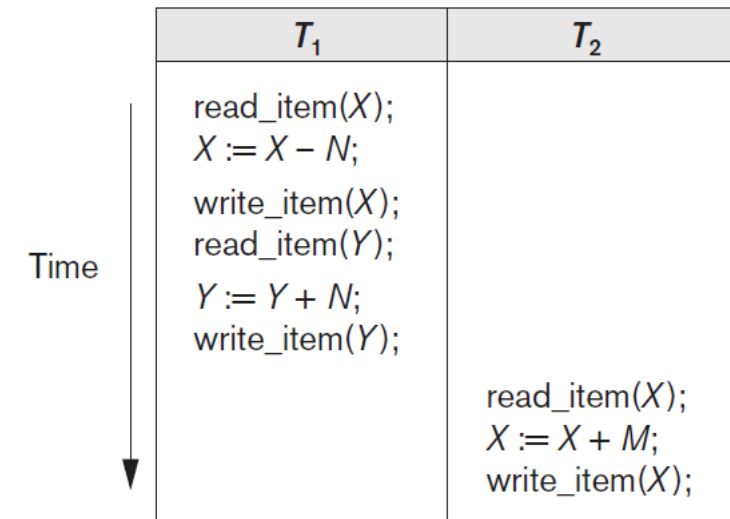 T₁ T₂
read_item(X);
X := X – N;
write_item(X);
read_item(Y);
Time
Y := Y + N;
write_item(Y);
read_item(X);
X := X + M;
write_item(X);